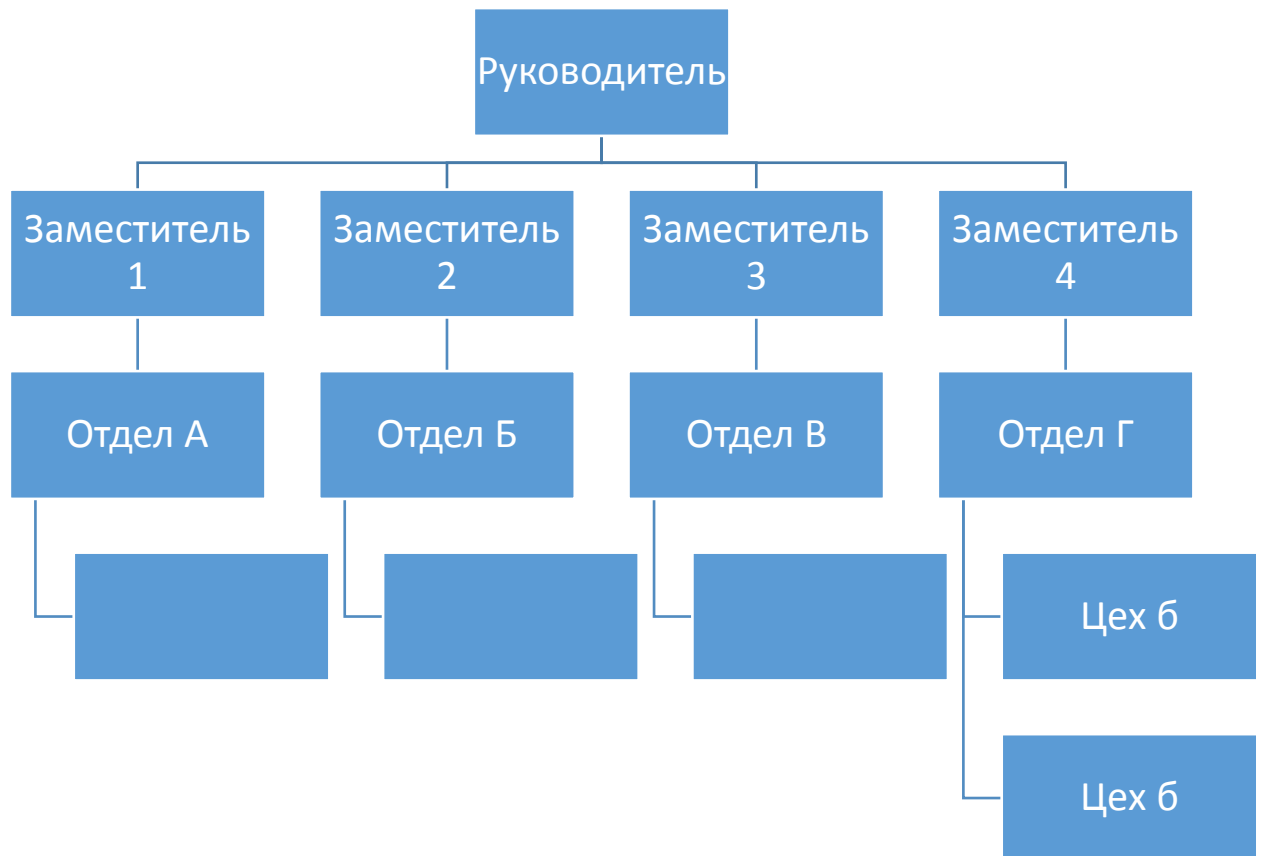 Руководитель
Заместитель
1
Заместитель
2
Заместитель
3
Заместитель
4
Отдел А
Отдел Б
Отдел В
Отдел Г
Цех б
Цех б